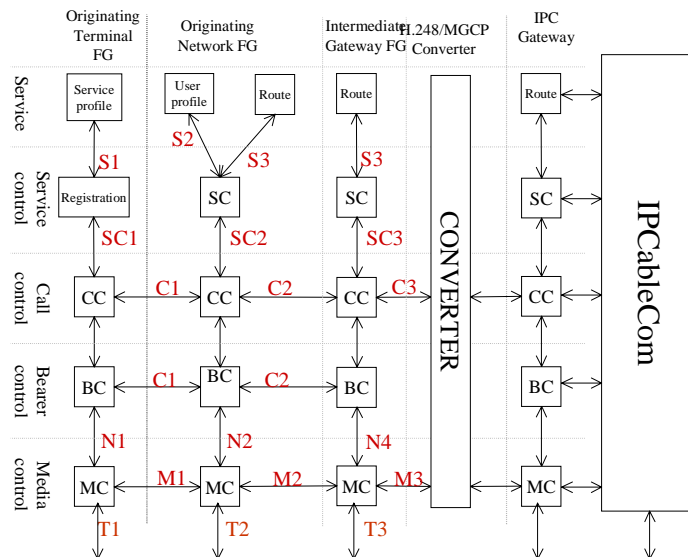 Originating
Terminal
FG
Originating
Network FG
Intermediate
Gateway FG
H.248/MGCP
Converter
IPC
Gateway
Service
Service
profile
User
profile
Route
Route
Route
S1
S2
S3
S3
Service
control
Registration
SC
SC
SC
SC1
SC2
SC3
Call
control
CC
C1
CC
C2
CC
C3
CC
Bearer
control
BC
C1
BC
C2
BC
BC
N1
N2
N4
Media
control
MC
M1
MC
M2
MC
M3
MC
T1
T2
T3
CONVERTER
IPCableCom